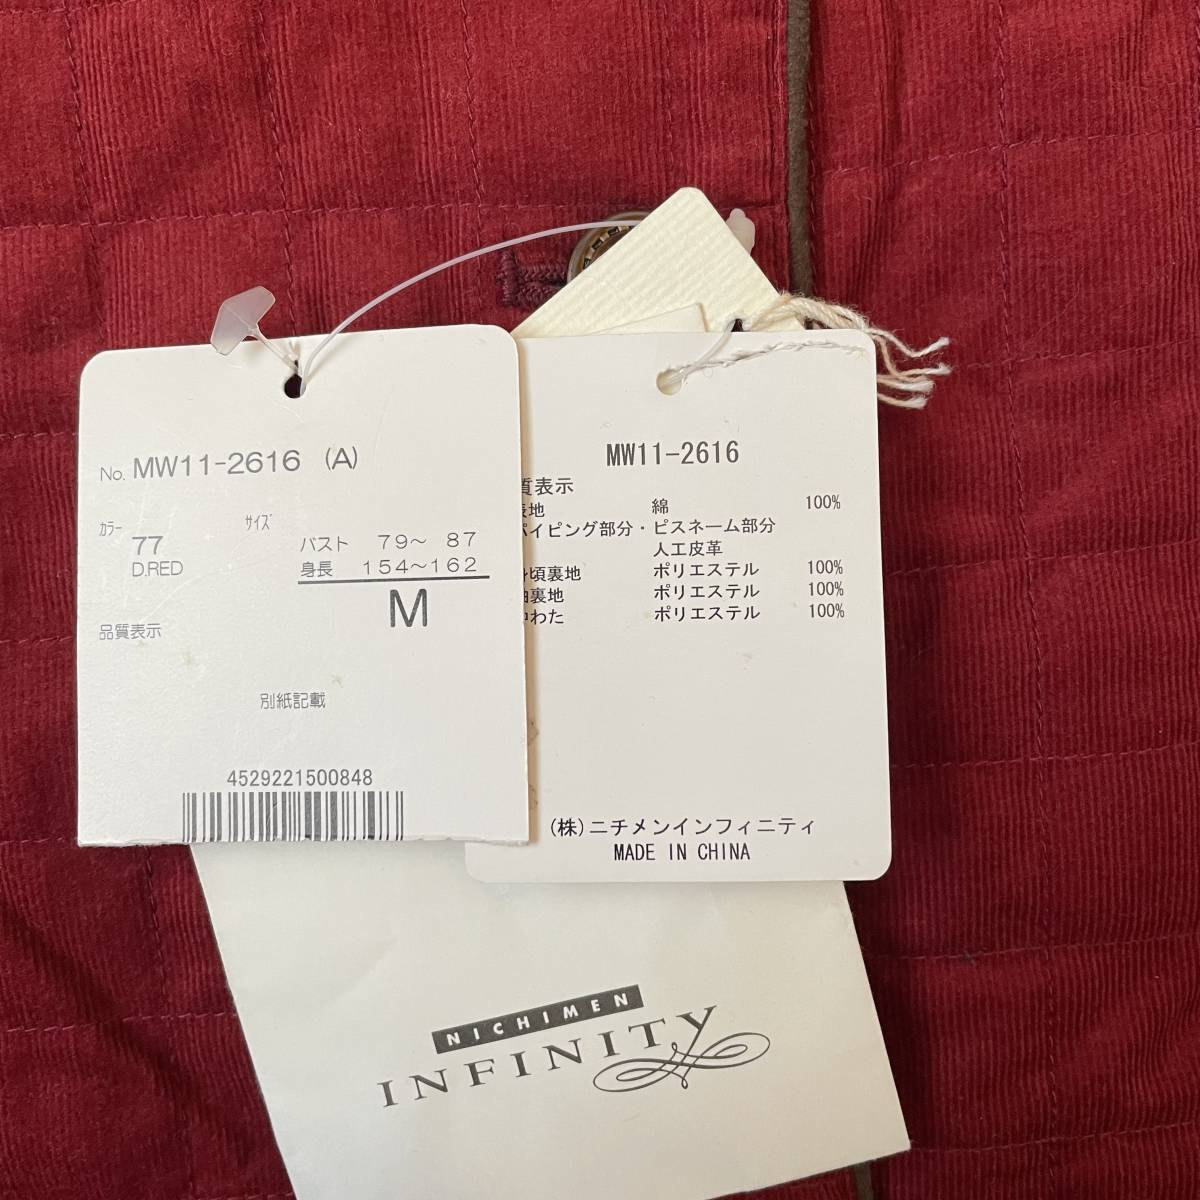 No. MW11-2616 (A)
カラー サイズ
77
D.RED
バスト 79〜 87
身長 154〜162
M
品質表示
別紙記載
4529221500848
MW11-2616
質表示
地 綿 100%
パイピング部分・ピスネーム部分
人工皮革
頃裏地 ポリエステル 100%
裏地 ポリエステル 100%
わた ポリエステル 100%
(株)ニチメンインフィニティ
MADE IN CHINA
NICHIMEN
INFINITY